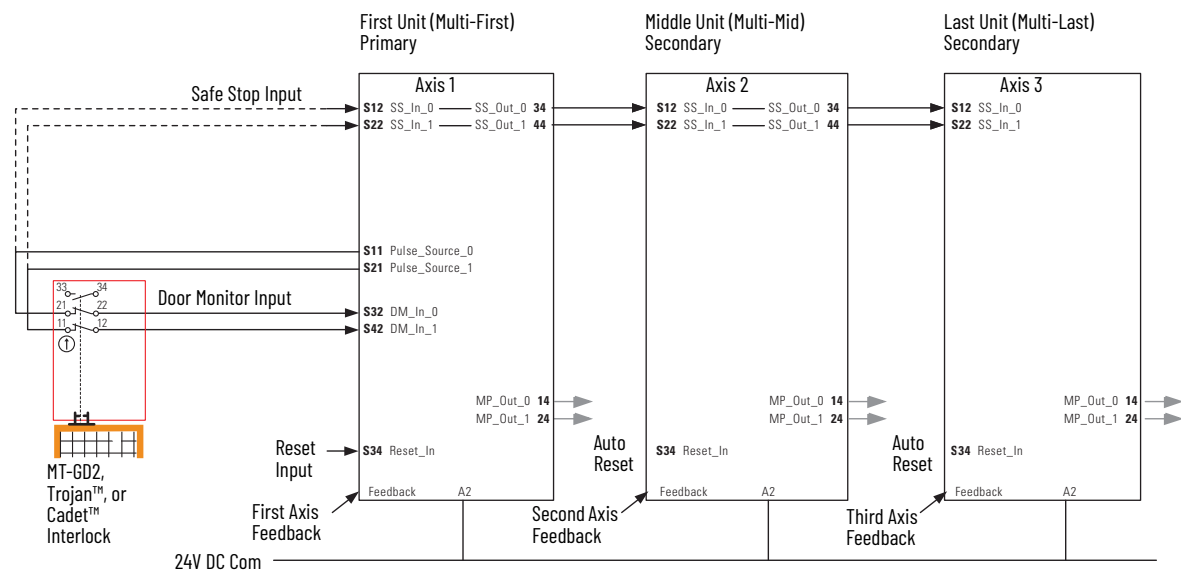 First Unit (Multi-First)
Primary
Middle Unit (Multi-Mid)
Secondary
Last Unit (Multi-Last)
Secondary
Axis 1
Axis 2
Axis 3
Safe Stop Input
S12 SS_In_0 SS_Out_0 34
S22 SS_In_1 SS_Out_1 44
S12 SS_In_0 SS_Out_0 34
S22 SS_In_1 SS_Out_1 44
S12 SS_In_0
S22 SS_In_1
S11 Pulse_Source_0
S21 Pulse_Source_1
33 34
21 22
11 12
Door Monitor Input
S32 DM_In_0
S42 DM_In_1
MP_Out_0 14
MP_Out_1 24
MP_Out_0 14
MP_Out_1 24
MP_Out_0 14
MP_Out_1 24
Reset
Input
S34 Reset_In
Auto
Reset
S34 Reset_In
Auto
Reset
S34 Reset_In
MT-GD2,
Trojan™, or
Cadet™
Interlock
Feedback A2
Feedback A2
Feedback A2
First Axis
Feedback
Second Axis
Feedback
Third Axis
Feedback
24V DC Com